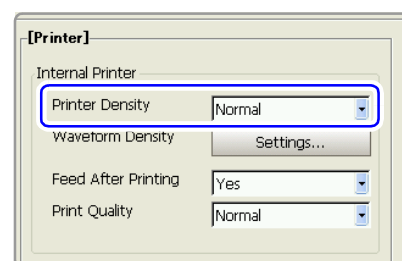 [Printer]
Internal Printer
Printer Density Normal
Waveform Density Settings...
Feed After Printing Yes
Print Quality Normal